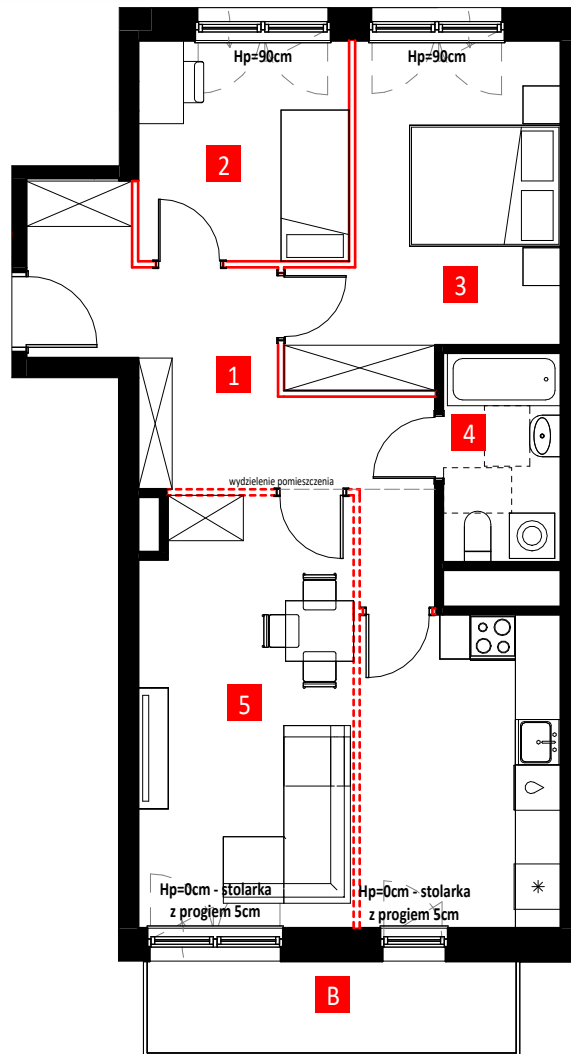 Hp=90cm
Hp=90cm
2
3
1
4
wydzielenie pomieszczenia
5
Hp=0cm - stolarka
z progiem 5cm
Hp=0cm - stolarka
z progiem 5cm
B